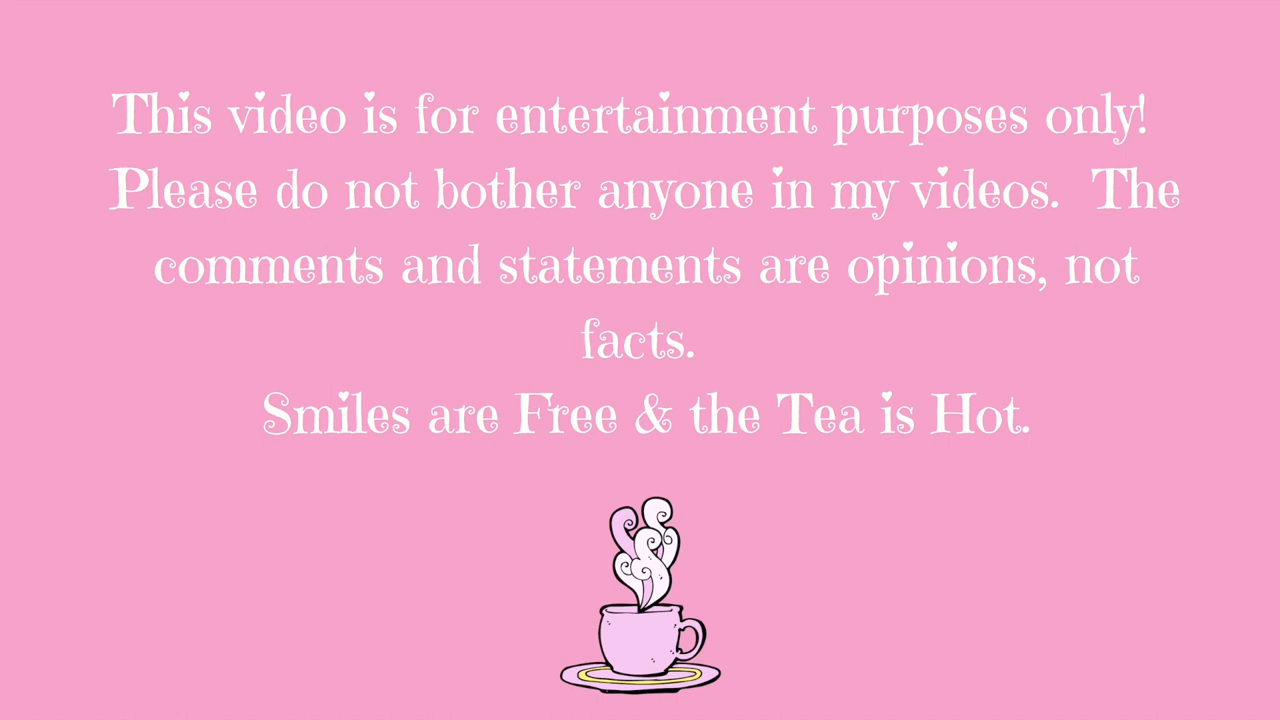 This video is for entertainment purposes only!
Please do not bother anyone in my videos. The
comments and statements are opinions, not
facts.
Smiles are Free & the Tea is Hot.